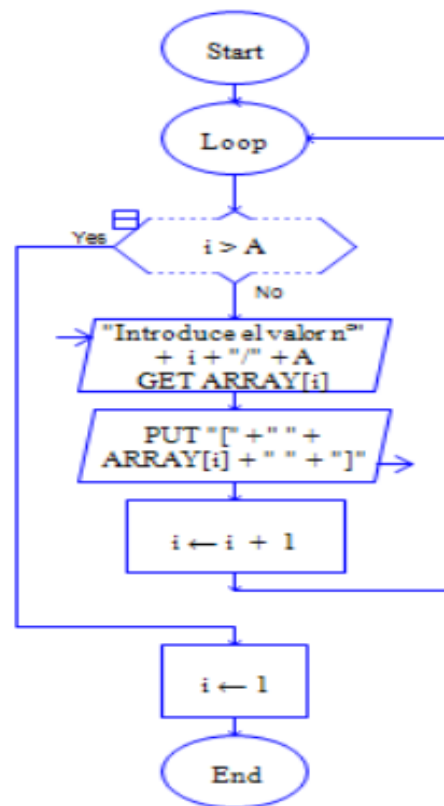 Start
Loop
Yes
i > A
No
"Introduce el valor nº"
+ i + "/" + A
GET ARRAY[i]
PUT "[" + " " +
ARRAY[i] + " " + "]"
i ← i + 1
i ← 1
End